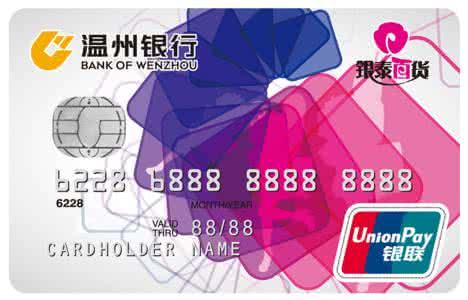 温州银行
BANK OF WENZHOU
銀泰百货
6228 6888 8888 8888
6228
MONTH/YEAR
VALID THRU 88/88
CARDHOLDER NAME
UnionPay
银联